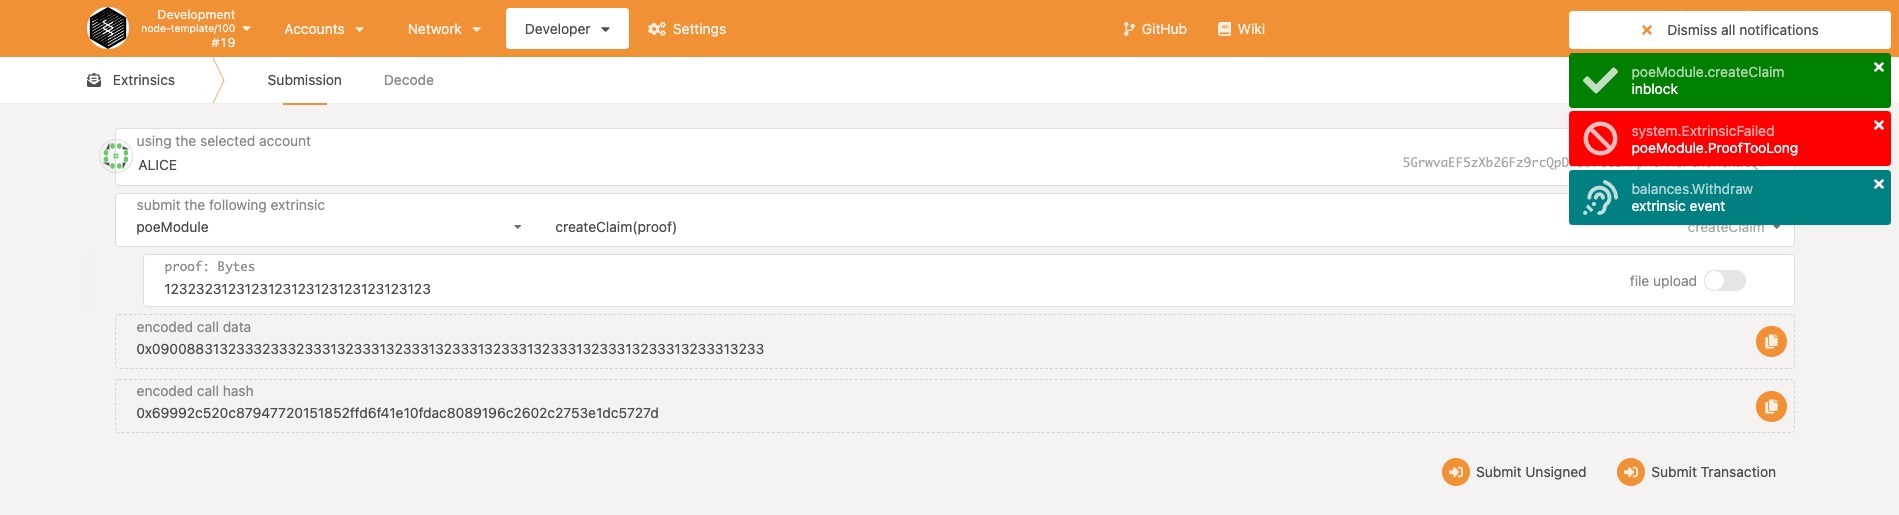 Development
node-template/100
#19
Accounts
Network
Developer
Settings
GitHub
Wiki
Dismiss all notifications
Extrinsics
Submission
Decode
poeModule.createClaim
inblock
system.ExtrinsicFailed
poeModule.ProofTooLong
balances.Withdraw
extrinsic event
using the selected account
ALICE
5GrwvaEF5zXb26Fz9rcQpD
submit the following extrinsic
poeModule
createClaim(proof)
createClaim
proof: Bytes
1232323123123123123123123123123123
file upload
encoded call data
0x09008831323332333233313233313233313233313233313233313233313233313233313233
encoded call hash
0x69992c520c87947720151852ffd6f41e10fdac8089196c2602c2753e1dc5727d
Submit Unsigned
Submit Transaction